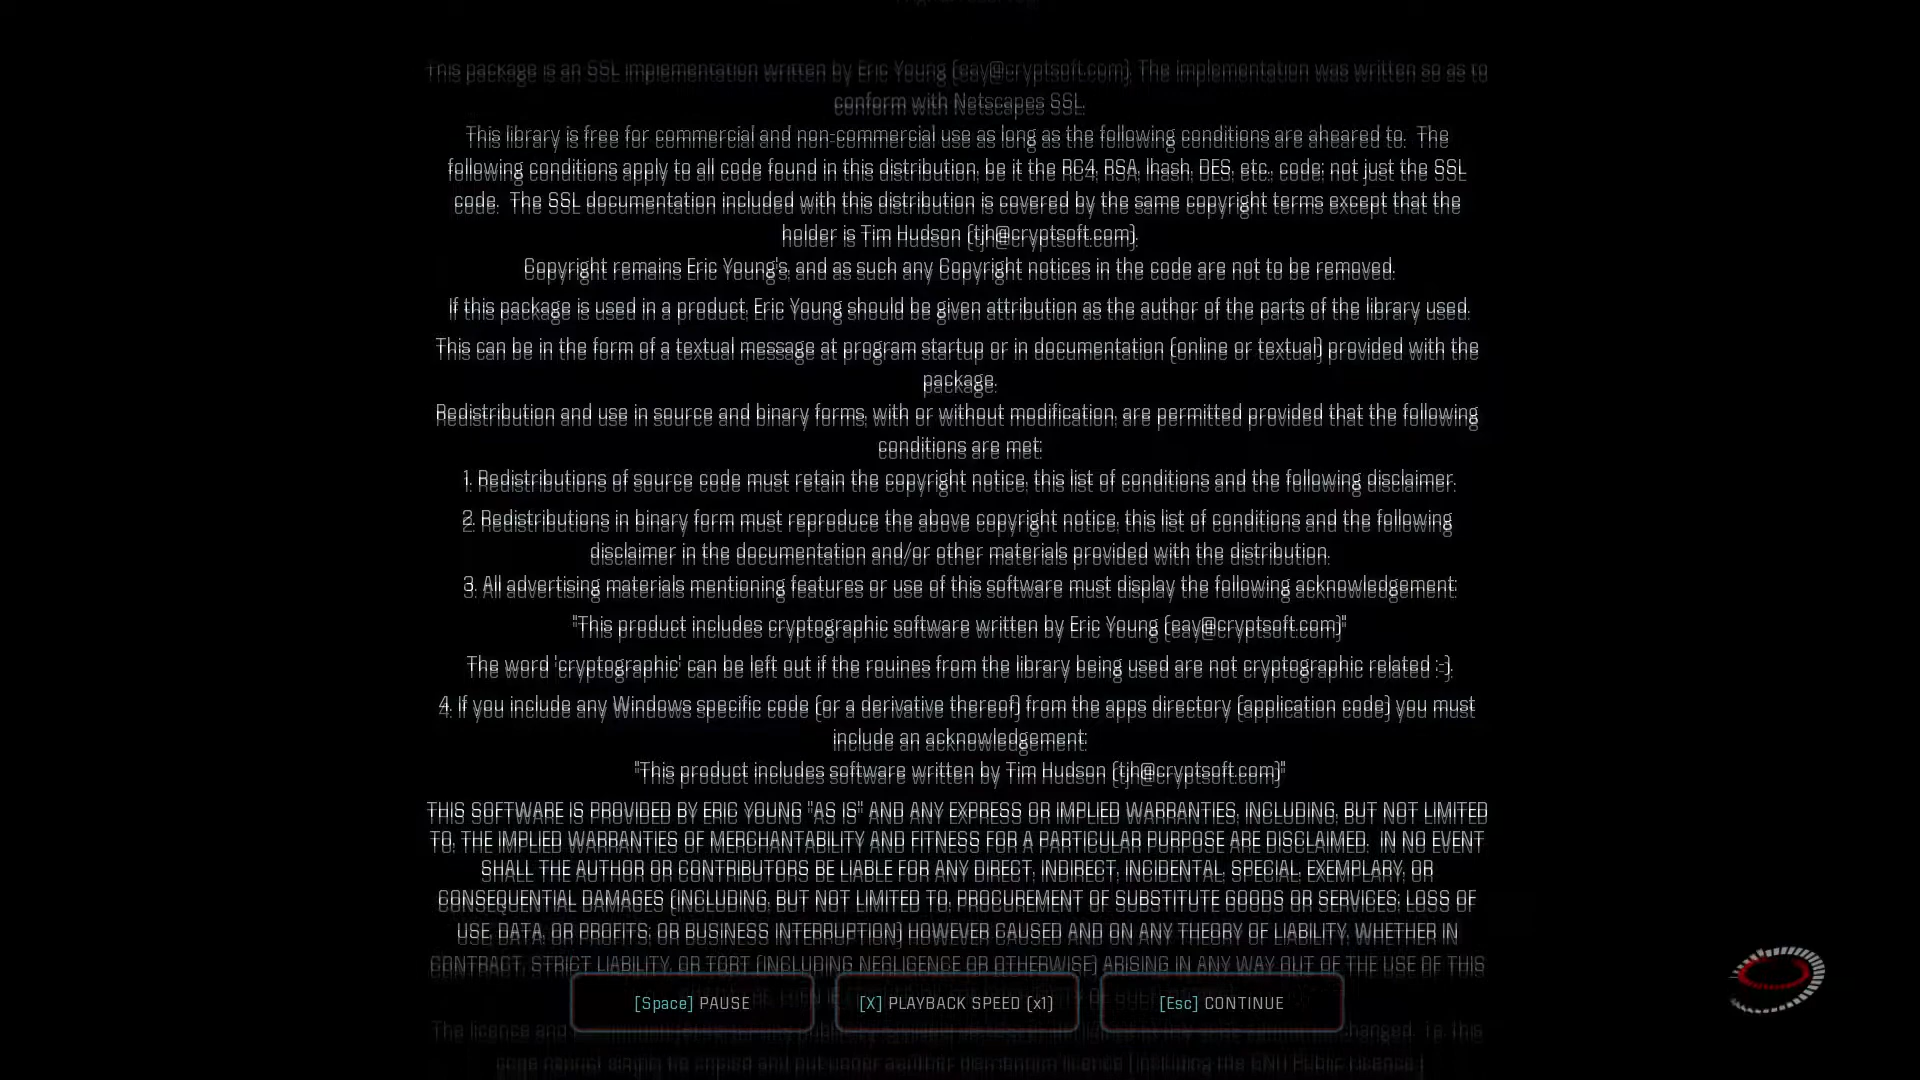 This package is an SSL implementation written by Eric Young (eay@cryptsoft.com). The implementation was written so as to
conform with Netscapes SSL.
This library is free for commercial and non-commercial use as long as the following conditions are aheared to.  The
following conditions apply to all code found in this distribution, be it the RC4, RSA, lhash, DES, etc., code; not just the SSL
code.  The SSL documentation included with this distribution is covered by the same copyright terms except that the
holder is Tim Hudson (tjh@cryptsoft.com).
Copyright remains Eric Young's, and as such any Copyright notices in the code are not to be removed.
If this package is used in a product, Eric Young should be given attribution as the author of the parts of the library used.
This can be in the form of a textual message at program startup or in documentation (online or textual) provided with the
package.
Redistribution and use in source and binary forms, with or without modification, are permitted provided that the following
conditions are met:
1. Redistributions of source code must retain the copyright notice, this list of conditions and the following disclaimer.
2. Redistributions in binary form must reproduce the above copyright notice, this list of conditions and the following
disclaimer in the documentation and/or other materials provided with the distribution.
3. All advertising materials mentioning features or use of this software must display the following acknowledgement:
"This product includes cryptographic software written by Eric Young (eay@cryptsoft.com)"
The word 'cryptographic' can be left out if the rouines from the library being used are not cryptographic related :-).
4. If you include any Windows specific code (or a derivative thereof) from the apps directory (application code) you must
include an acknowledgement:
"This product includes software written by Tim Hudson (tjh@cryptsoft.com)"
THIS SOFTWARE IS PROVIDED BY ERIC YOUNG "AS IS" AND ANY EXPRESS OR IMPLIED WARRANTIES, INCLUDING, BUT NOT LIMITED
TO, THE IMPLIED WARRANTIES OF MERCHANTABILITY AND FITNESS FOR A PARTICULAR PURPOSE ARE DISCLAIMED.  IN NO EVENT
SHALL THE AUTHOR OR CONTRIBUTORS BE LIABLE FOR ANY DIRECT, INDIRECT, INCIDENTAL, SPECIAL, EXEMPLARY, OR
CONSEQUENTIAL DAMAGES (INCLUDING, BUT NOT LIMITED TO, PROCUREMENT OF SUBSTITUTE GOODS OR SERVICES; LOSS OF
USE, DATA, OR PROFITS; OR BUSINESS INTERRUPTION) HOWEVER CAUSED AND ON ANY THEORY OF LIABILITY, WHETHER IN
CONTRACT, STRICT LIABILITY, OR TORT (INCLUDING NEGLIGENCE OR OTHERWISE) ARISING IN ANY WAY OUT OF THE USE OF THIS
[Space] PAUSE
[X] PLAYBACK SPEED (x1)
[Esc] CONTINUE
The licence and
code cannot simply be copied and put under another distribution licence (including the GNU Public Licence.)